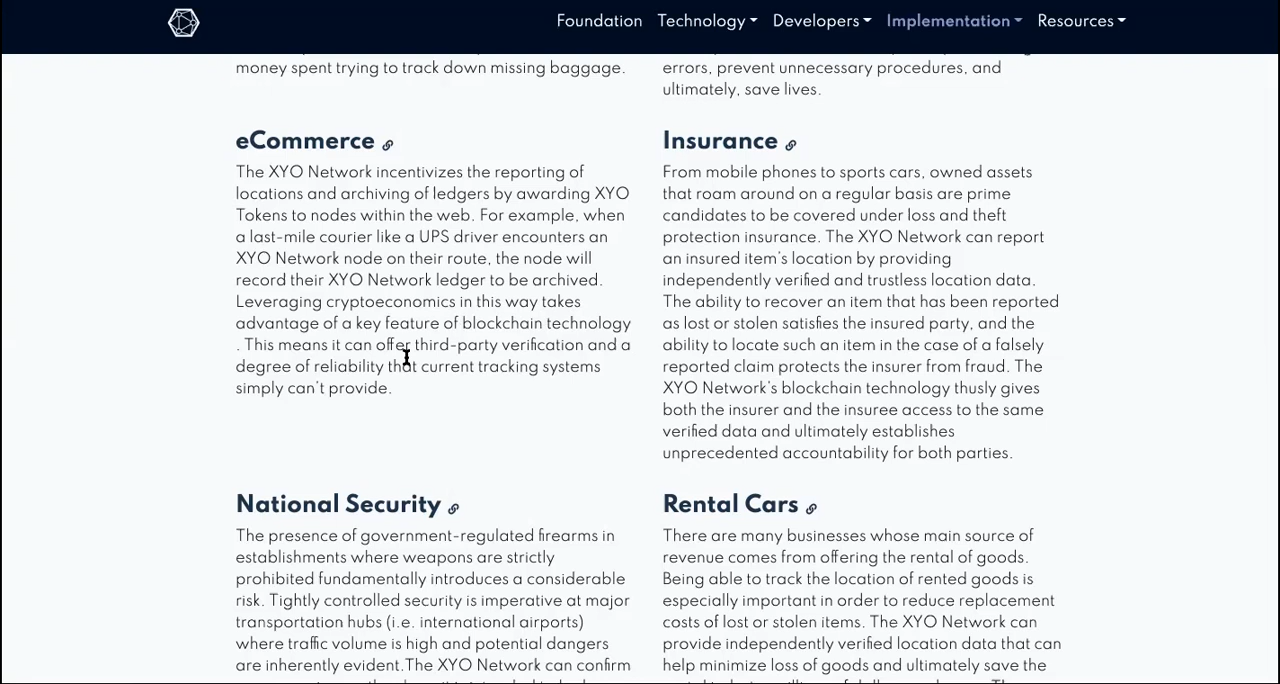 Foundation Technology Developers Implementation Resources
money spent trying to track down missing baggage.
eCommerce
The XYO Network incentivizes the reporting of
locations and archiving of ledgers by awarding XYO
Tokens to nodes within the web. For example, when
a last-mile courier like a UPS driver encounters an
XYO Network node on their route, the node will
record their XYO Network ledger to be archived.
Leveraging cryptoeconomics in this way takes
advantage of a key feature of blockchain technology
. This means it can offer third-party verification and a
degree of reliability that current tracking systems
simply can't provide.
National Security
The presence of government-regulated firearms in
establishments where weapons are strictly
prohibited fundamentally introduces a considerable
risk. Tightly controlled security is imperative at major
transportation hubs (i.e. international airports)
where traffic volume is high and potential dangers
are inherently evident.The XYO Network can confirm
errors, prevent unnecessary procedures, and
ultimately, save lives.
Insurance
From mobile phones to sports cars, owned assets
that roam around on a regular basis are prime
candidates to be covered under loss and theft
protection insurance. The XYO Network can report
an insured item's location by providing
independently verified and trustless location data.
The ability to recover an item that has been reported
as lost or stolen satisfies the insured party, and the
ability to locate such an item in the case of a falsely
reported claim protects the insurer from fraud. The
XYO Network's blockchain technology thusly gives
both the insurer and the insuree access to the same
verified data and ultimately establishes
unprecedented accountability for both parties.
Rental Cars
There are many businesses whose main source of
revenue comes from offering the rental of goods.
Being able to track the location of rented goods is
especially important in order to reduce replacement
costs of lost or stolen items. The XYO Network can
provide independently verified location data that can
help minimize loss of goods and ultimately save the